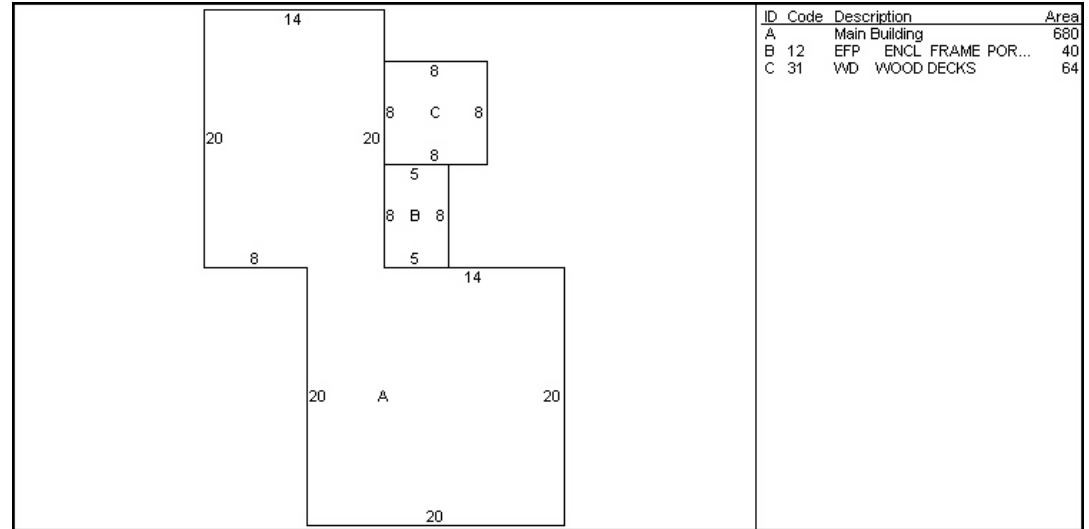 14
8
8 C 8
20 20
8
5
8 B 8
8 5
14
20 A 20
20
ID Code Description Area
A Main Building 680
B 12 EFP ENCL FRAME POR... 40
C 31 WD WOOD DECKS 64